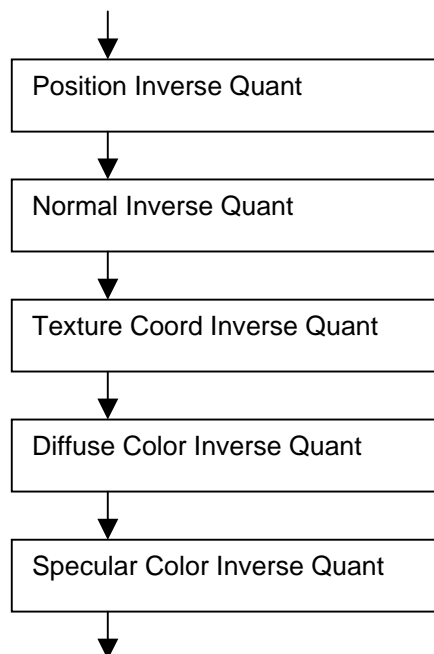 Position Inverse Quant
Normal Inverse Quant
Texture Coord Inverse Quant
Diffuse Color Inverse Quant
Specular Color Inverse Quant